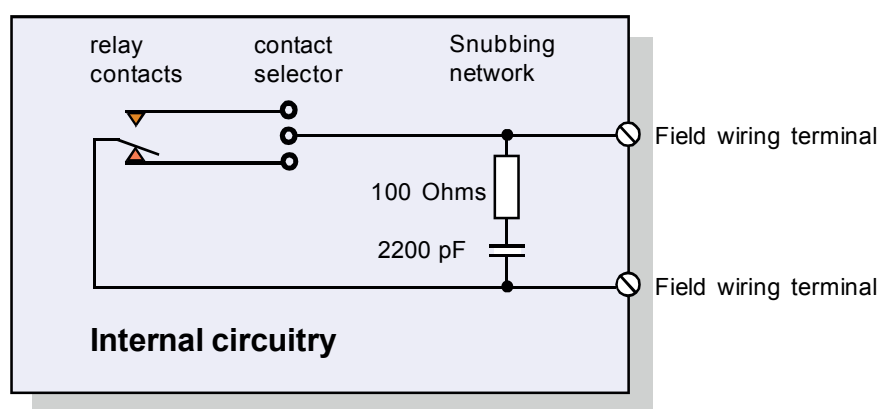 relay
contacts
contact
selector
Snubbing
network
Field wiring terminal
100 Ohms
2200 pF
Field wiring terminal
Internal circuitry